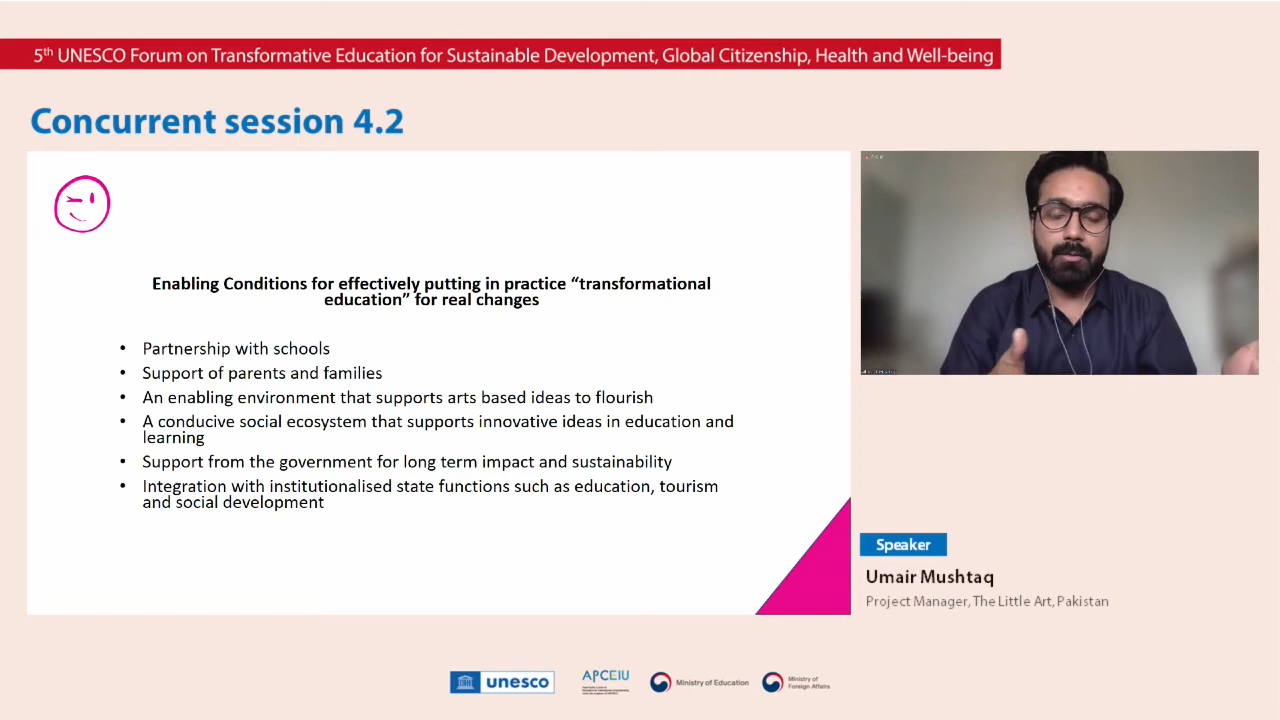 5th UNESCO Forum on Transformative Education for Sustainable Development, Global Citizenship, Health and Well-being
Concurrent session 4.2
Enabling Conditions for effectively putting in practice “transformational
education” for real changes
• Partnership with schools
• Support of parents and families
• An enabling environment that supports arts based ideas to flourish
• A conducive social ecosystem that supports innovative ideas in education and
learning
• Support from the government for long term impact and sustainability
• Integration with institutionalised state functions such as education, tourism
and social development
Speaker
Umair Mushtaq
Project Manager, The Little Art, Pakistan
unesco
APCEIU
Ministry of Education
Ministry of
Foreign Affairs